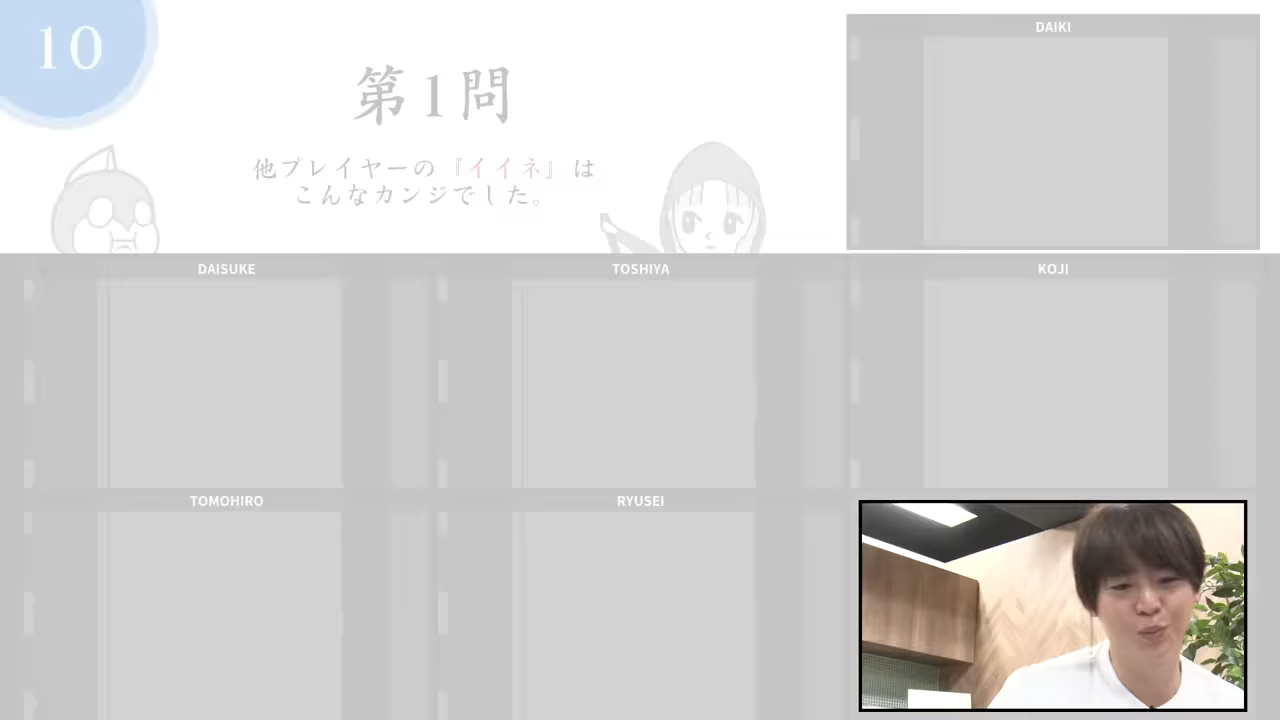 10
第1問
他プレイヤーの『イイネ』は
こんなカンジでした。
DAIKI
DAISUKE
TOSHIYA
KOJI
TOMOHIRO
RYUSEI